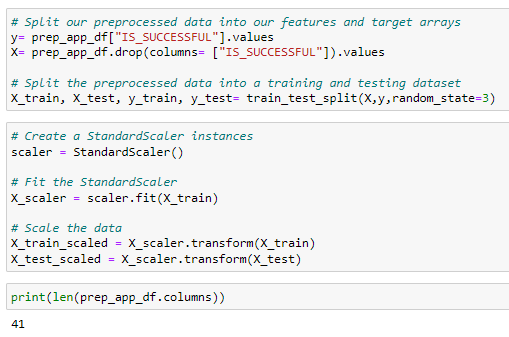 # Split our preprocessed data into our features and target arrays
y= prep_app_df["IS_SUCCESSFUL"].values
X= prep_app_df.drop(columns= ["IS_SUCCESSFUL"]).values
# Split the preprocessed data into a training and testing dataset
X_train, X_test, y_train, y_test= train_test_split(X,y,random_state=3)
# Create a StandardScaler instances
scaler = StandardScaler()
# Fit the StandardScaler
X_scaler = scaler.fit(X_train)
# Scale the data
X_train_scaled = X_scaler.transform(X_train)
X_test_scaled = X_scaler.transform(X_test)
print(len(prep_app_df.columns))
41